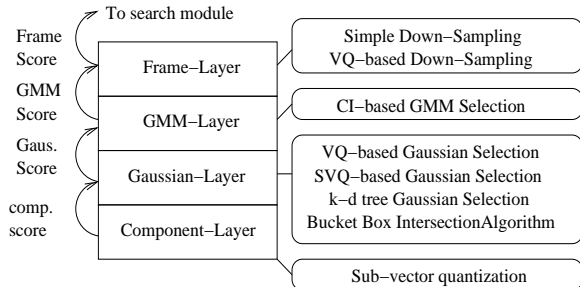 To search module
Frame
Score
GMM
Score
Gaus.
Score
comp.
score
Frame−Layer
GMM−Layer
Gaussian−Layer
Component−Layer
Simple Down−Sampling
VQ−based Down−Sampling
CI−based GMM Selection
VQ−based Gaussian Selection
SVQ−based Gaussian Selection
k−d tree Gaussian Selection
Bucket Box IntersectionAlgorithm
Sub−vector quantization